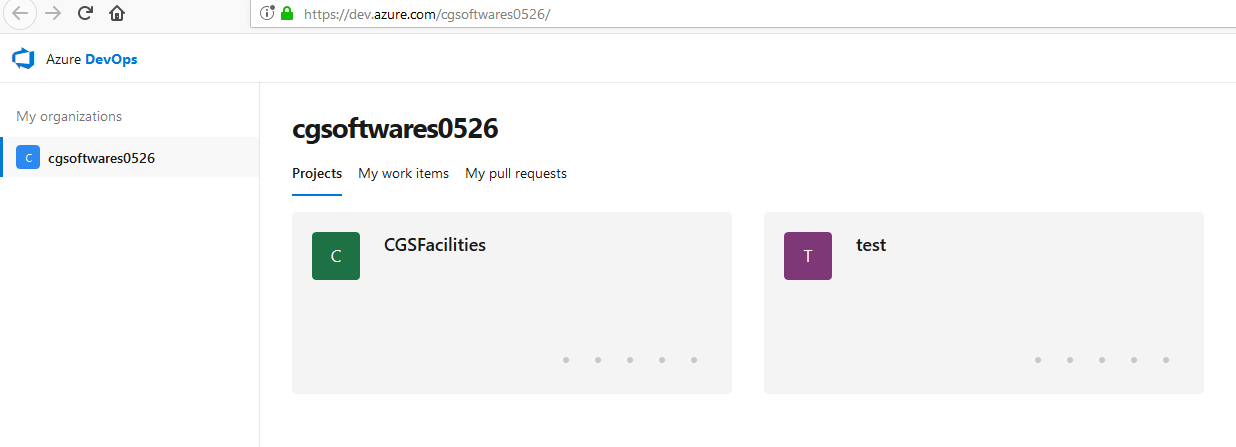 https://dev.azure.com/cgsoftwares0526/
Azure DevOps
My organizations
C cgsoftwares0526
cgsoftwares0526
Projects My work items My pull requests
C CGSFacilities
T test